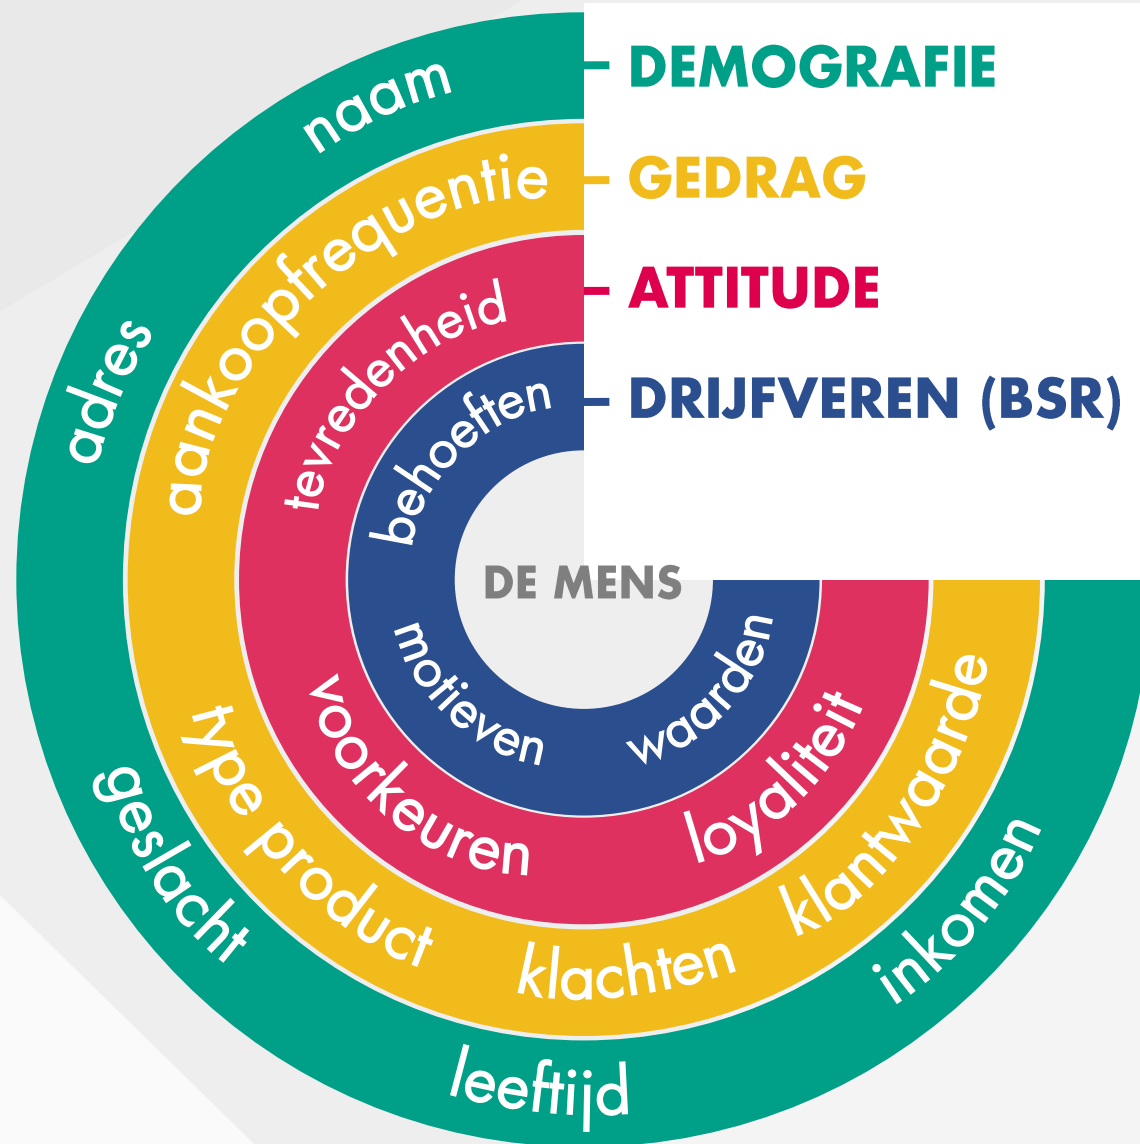 DEMOGRAFIE
GEDRAG
ATTITUDE
DRIJFVEREN (BSR)
naam
adres
geslacht
leeftijd
inkomen
aankoopfrequentie
type product
klachten
klantwaarde
tevredenheid
voorkeuren
loyaliteit
behoeften
motieven
waarden
DE MENS